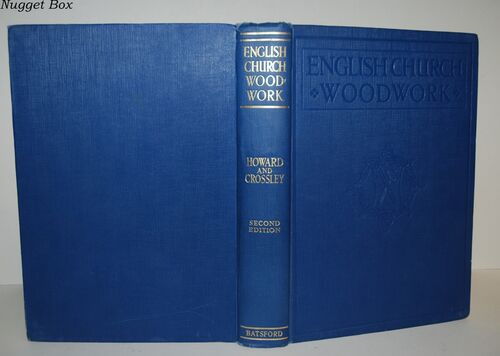 Nugget Box
ENGLISH
CHURCH
WOOD
WORK
HOWARD
AND
CROSSLEY
SECOND
EDITION
BATSFORD
ENGLISH CHURCH
WOODWORK